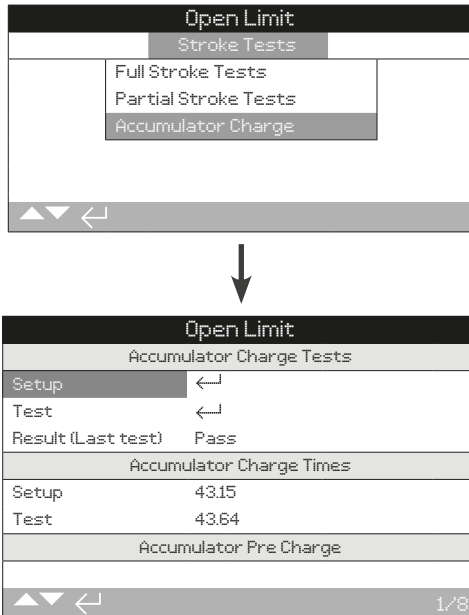 Open Limit
Stroke Tests
Full Stroke Tests
Partial Stroke Tests
Accumulator Charge
Open Limit
Accumulator Charge Tests
Setup
Test
Result (Last test) Pass
Accumulator Charge Times
Setup 43.15
Test 43.64
Accumulator Pre Charge
1/8